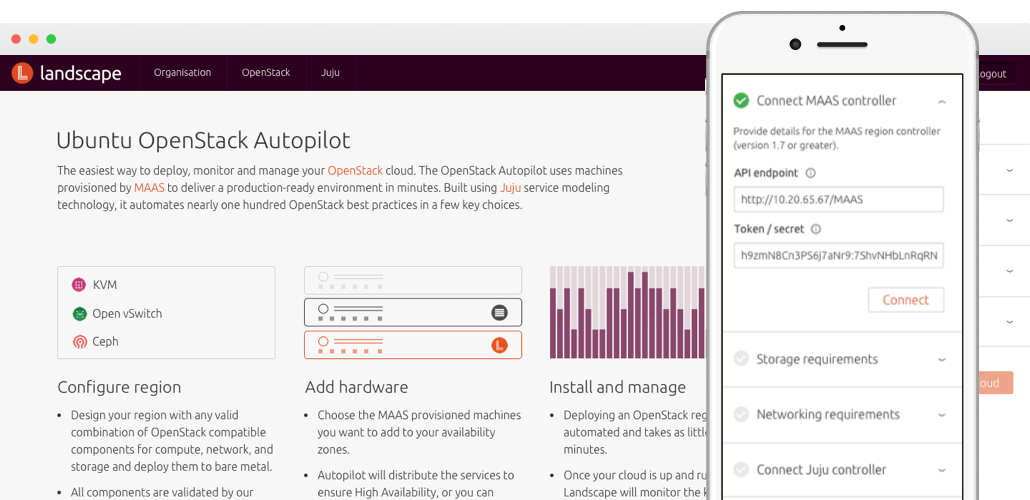 landscape
Organisation
OpenStack
Juju
Ubuntu OpenStack Autopilot
The easiest way to deploy, monitor and manage your OpenStack cloud. The OpenStack Autopilot uses machines
provisioned by MAAS to deliver a production-ready environment in minutes. Built using Juju service modeling
technology, it automates nearly one hundred OpenStack best practices in a few key choices.
KVM
Open vSwitch
Ceph
Configure region
Design your region with any valid
combination of OpenStack compatible
components for compute, network, and
storage and deploy them to bare metal.
All components are validated by our
Add hardware
Choose the MAAS provisioned machines
you want to add to your availability
zones.
Autopilot will distribute the services to
ensure High Availability, or you can
Install and manage
Deploying an OpenStack reg
automated and takes as littl
minutes.
Once your cloud is up and ru
Landscape will monitor the k
ogout
oud
Connect MAAS controller
Provide details for the MAAS region controller
(version 1.7 or greater).
API endpoint
http://10.20.65.67/MAAS
Token / secret
h9zmN8Cn3PS6j7aNr9:7ShvNHbLnRqRN
Connect
Storage requirements
Networking requirements
Connect Juju controller